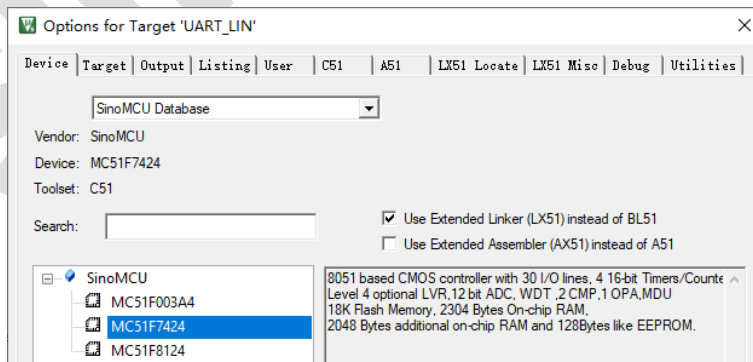 Options for Target 'UART_LIN'
Device Target Output Listing User C51 A51 LX51 Locate LX51 Misc Debug Utilities
SinoMCU Database
Vendor: SinoMCU
Device: MC51F7424
Toolset: C51
Search:
Use Extended Linker (LX51) instead of BL51
Use Extended Assembler (AX51) instead of A51
SinoMCU
MC51F003A4
MC51F7424
MC51F8124
8051 based CMOS controller with 30 I/O lines, 4 16-bit Timers/Counte
Level 4 optional LVR,12 bit ADC, WDT ,2 CMP,1 OPA,MDU
18K Flash Memory, 2304 Bytes On-chip RAM,
2048 Bytes additional on-chip RAM and 128Bytes like EEPROM.